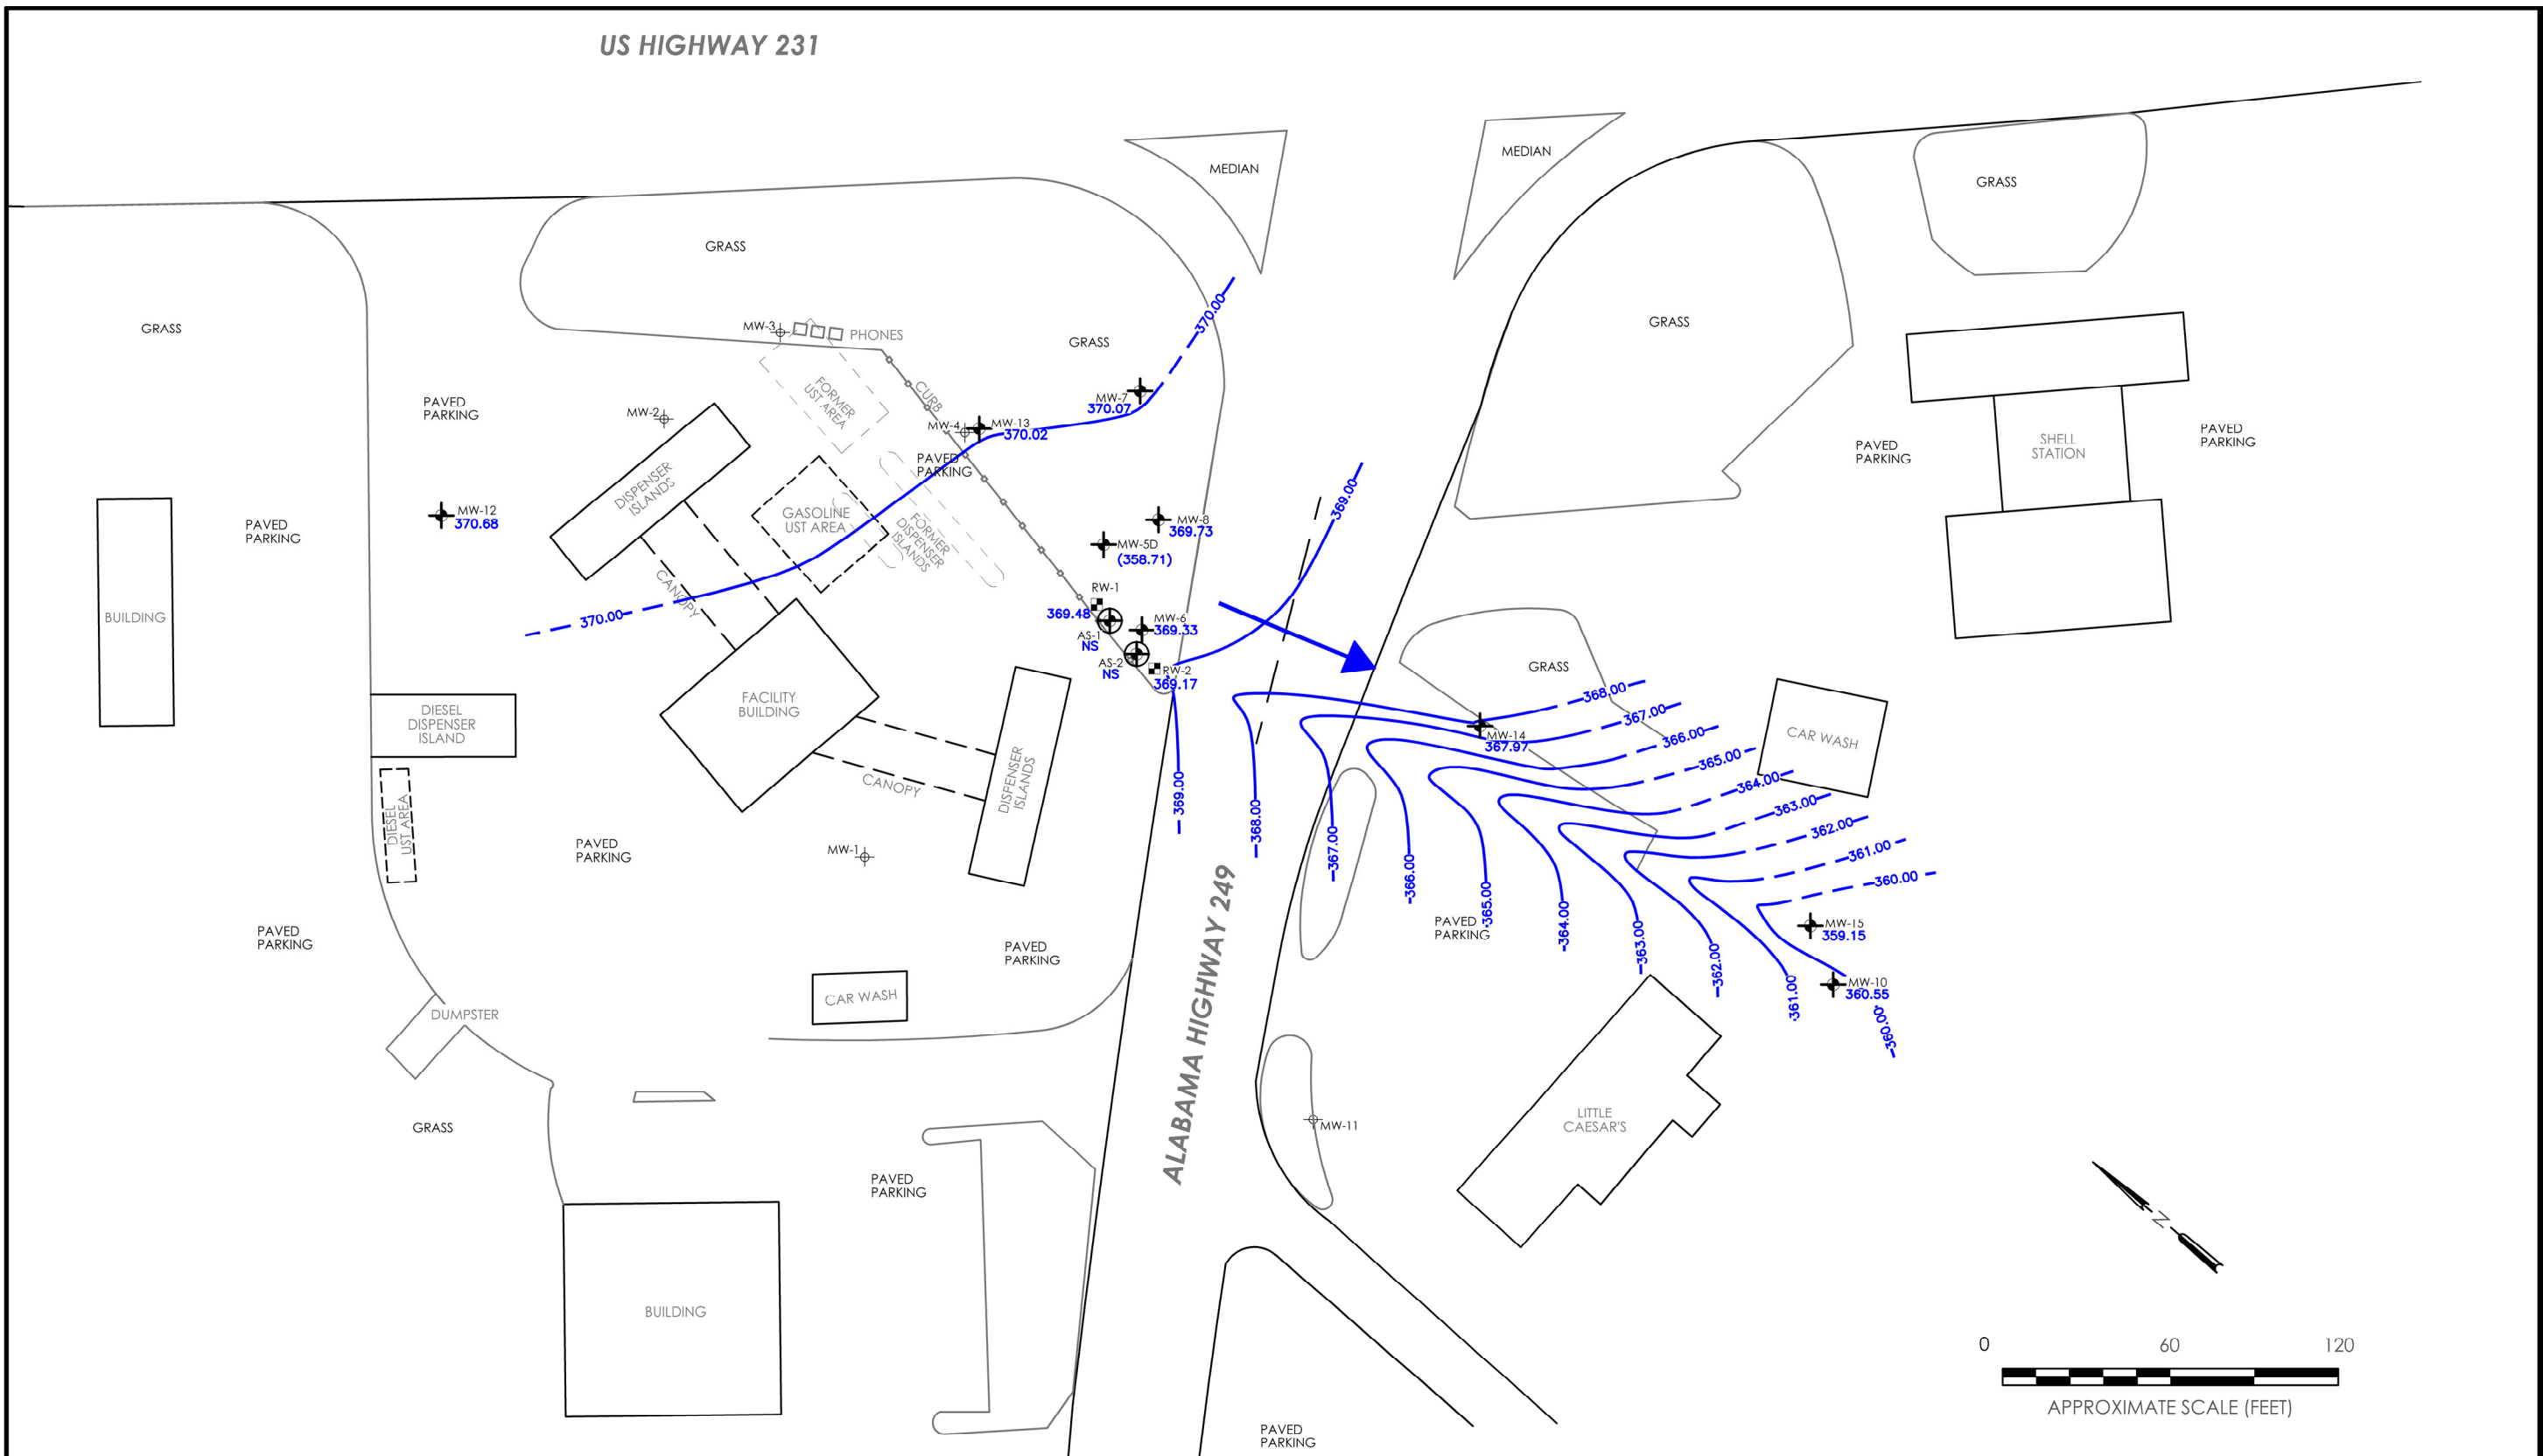 US HIGHWAY 231
MEDIAN
MEDIAN
GRASS
GRASS
GRASS
GRASS
GRASS
370.00
MW-3
PHONES
FORMER
UST AREA
CURB
MW-7
370.07
PAVED
PARKING
MW-2
MW-4
MW-13
370.02
PAVED
PARKING
PAVED
PARKING
SHELL
STATION
PAVED
PARKING
DISPENSER
ISLANDS
MW-12
370.68
PAVED
PARKING
GASOLINE
UST AREA
FORMER
DISPENSER
ISLANDS
MW-8
369.73
MW-5D
(358.71)
369.00
BUILDING
370.00
CANOPY
RW-1
369.48
AS-1
NS
MW-6
369.33
AS-2
NS
RW-2
369.17
GRASS
FACILITY
BUILDING
DIESEL
DISPENSER
ISLAND
368.00
367.00
366.00
365.00
364.00
363.00
362.00
361.00
360.00
MW-14
367.97
CAR WASH
DISPENSER
ISLANDS
CANOPY
DIESEL
UST AREA
369.00
368.00
367.00
366.00
365.00
364.00
363.00
362.00
361.00
360.00
MW-1
PAVED
PARKING
PAVED
PARKING
PAVED
PARKING
PAVED
PARKING
MW-15
359.15
MW-10
360.55
ALABAMA HIGHWAY 249
CAR WASH
DUMPSTER
GRASS
MW-11
LITTLE
CAESAR'S
PAVED
PARKING
BUILDING
N
0 60 120
APPROXIMATE SCALE (FEET)
PAVED
PARKING